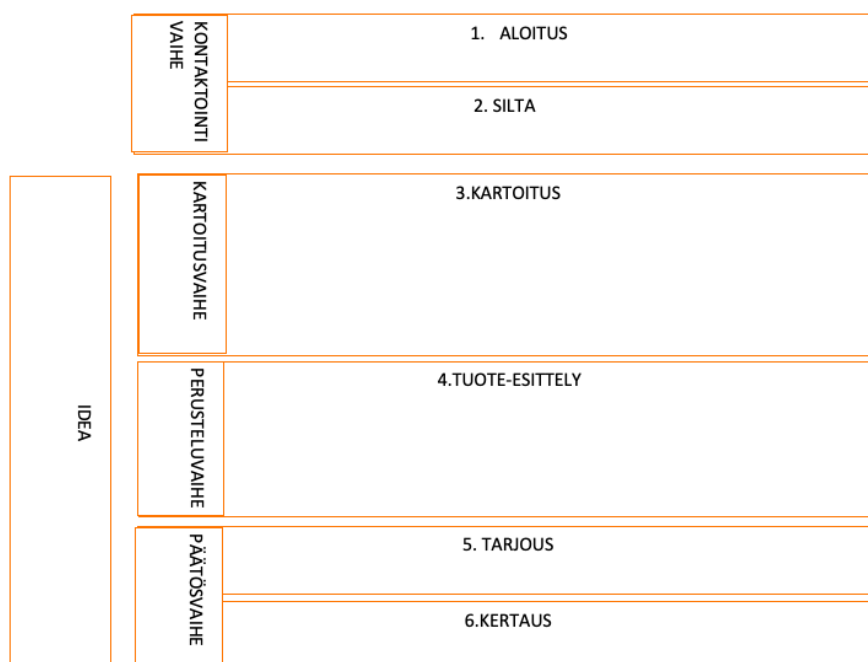 KONTAKTOINTI
VAIHE
1. ALOITUS
2. SILTA
IDEA
KARTOITUSVAIHE
3.KARTOITUS
PERUSTELUVAIHE
4.TUOTE-ESITTELY
PÄÄTÖSVAIHE
5. TARJOUS
6.KERTAUS